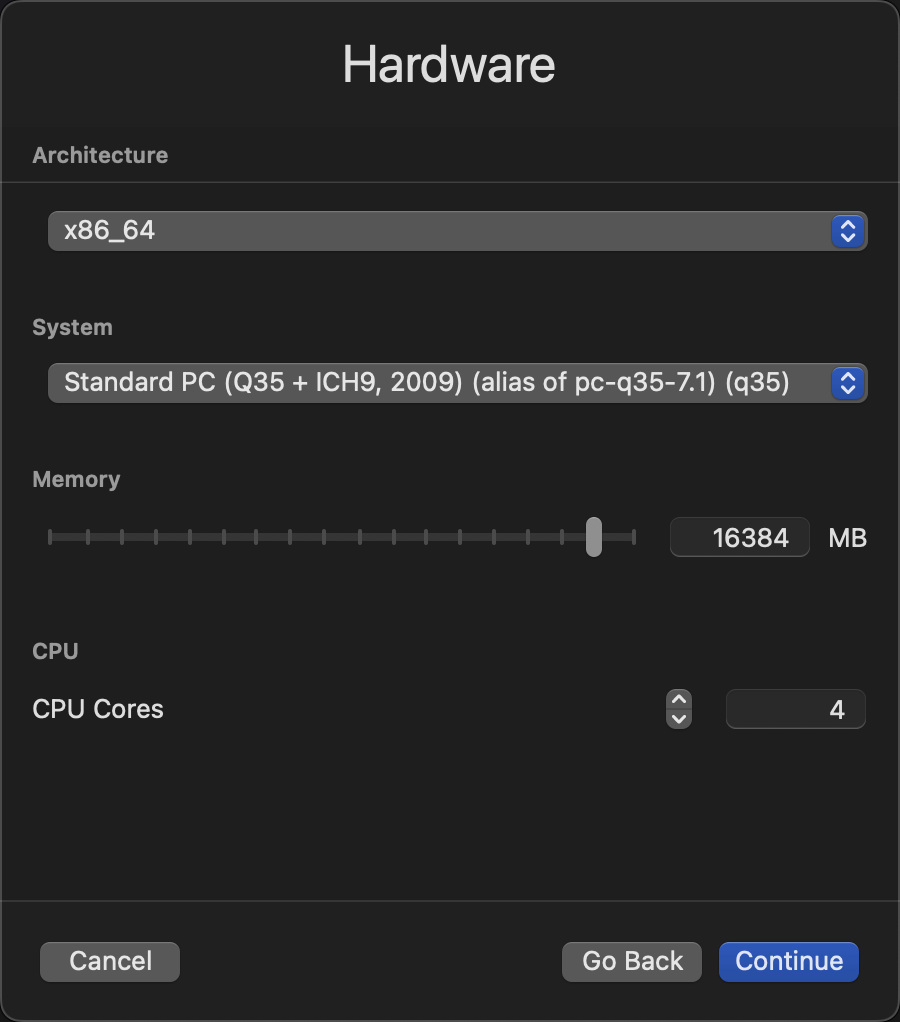 Hardware
Architecture
x86_64
System
Standard PC (Q35 + ICH9, 2009) (alias of pc-q35-7.1) (q35)
Memory
16384 MB
CPU
CPU Cores 4
Cancel Go Back Continue